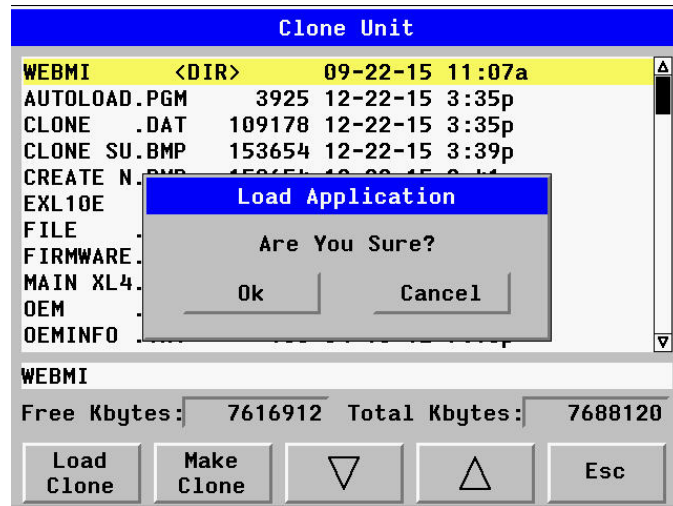 Clone Unit
WEBMI <DIR> 09-22-15 11:07a
AUTOLOAD.PGM 3925 12-22-15 3:35p
CLONE .DAT 109178 12-22-15 3:35p
CLONE SU.BMP 153654 12-22-15 3:39p
CREATE N.
EXL10E
FILE .
FIRMWARE.
MAIN XL4.
OEM .
OEMINFO .
Load Application
Are You Sure?
Ok Cancel
WEBMI
Free Kbytes: 7616912 Total Kbytes: 7688120
Load Clone
Make Clone
Esc